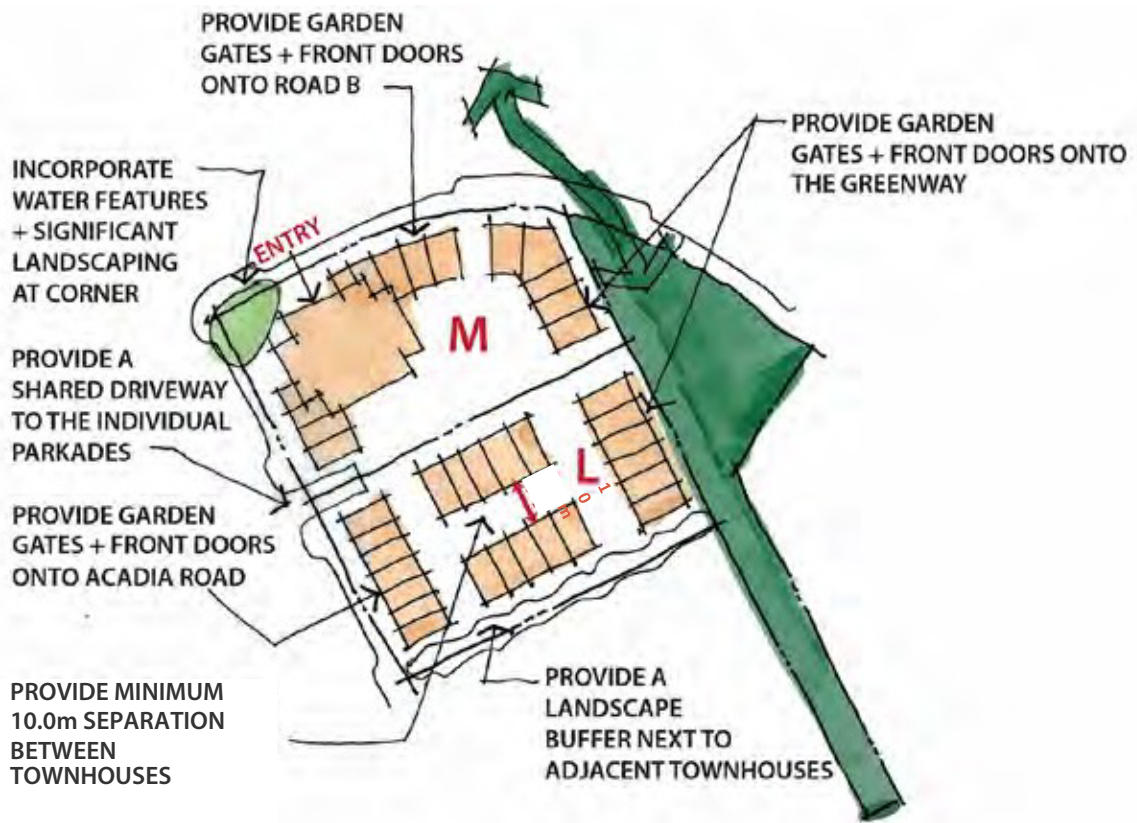 PROVIDE GARDEN
GATES + FRONT DOORS
ONTO ROAD B
PROVIDE GARDEN
GATES + FRONT DOORS ONTO
THE GREENWAY
INCORPORATE
WATER FEATURES
+ SIGNIFICANT
LANDSCAPING
AT CORNER
ENTRY
M
PROVIDE A
SHARED DRIVEWAY
TO THE INDIVIDUAL
PARKADES
L
10m
PROVIDE GARDEN
GATES + FRONT DOORS
ONTO ACADIA ROAD
PROVIDE MINIMUM
10.0m SEPARATION
BETWEEN
TOWNHOUSES
PROVIDE A
LANDSCAPE
BUFFER NEXT TO
ADJACENT TOWNHOUSES